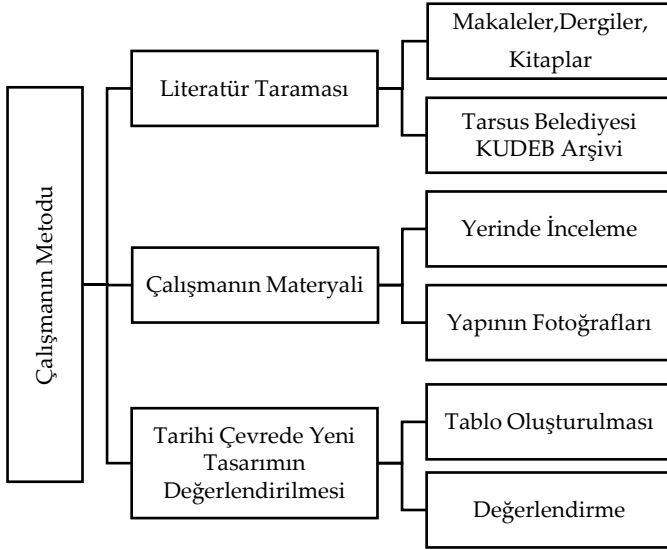 Çalışmanın Metodu
Literatür Taraması
Makaleler,Dergiler,
Kitaplar
Tarsus Belediyesi
KUDEB Arşivi
Çalışmanın Materyali
Yerinde İnceleme
Yapının Fotoğrafları
Tarihi Çevrede Yeni
Tasarımın
Değerlendirilmesi
Tablo Oluşturulması
Değerlendirme